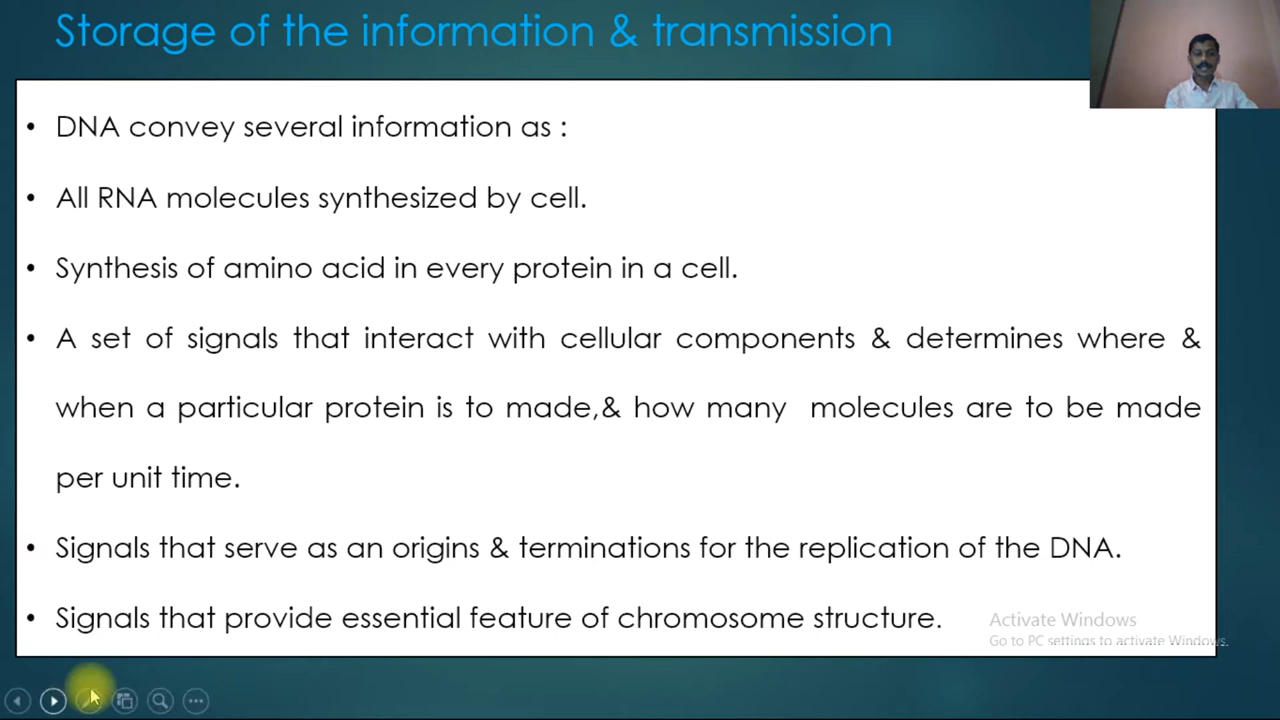 Storage of the information & transmission
• DNA convey several information as :
• All RNA molecules synthesized by cell.
• Synthesis of amino acid in every protein in a cell.
• A set of signals that interact with cellular components & determines where &
when a particular protein is to made,& how many molecules are to be made
per unit time.
• Signals that serve as an origins & terminations for the replication of the DNA.
• Signals that provide essential feature of chromosome structure.
Activate Windows
Go to PC settings to activate Windows.